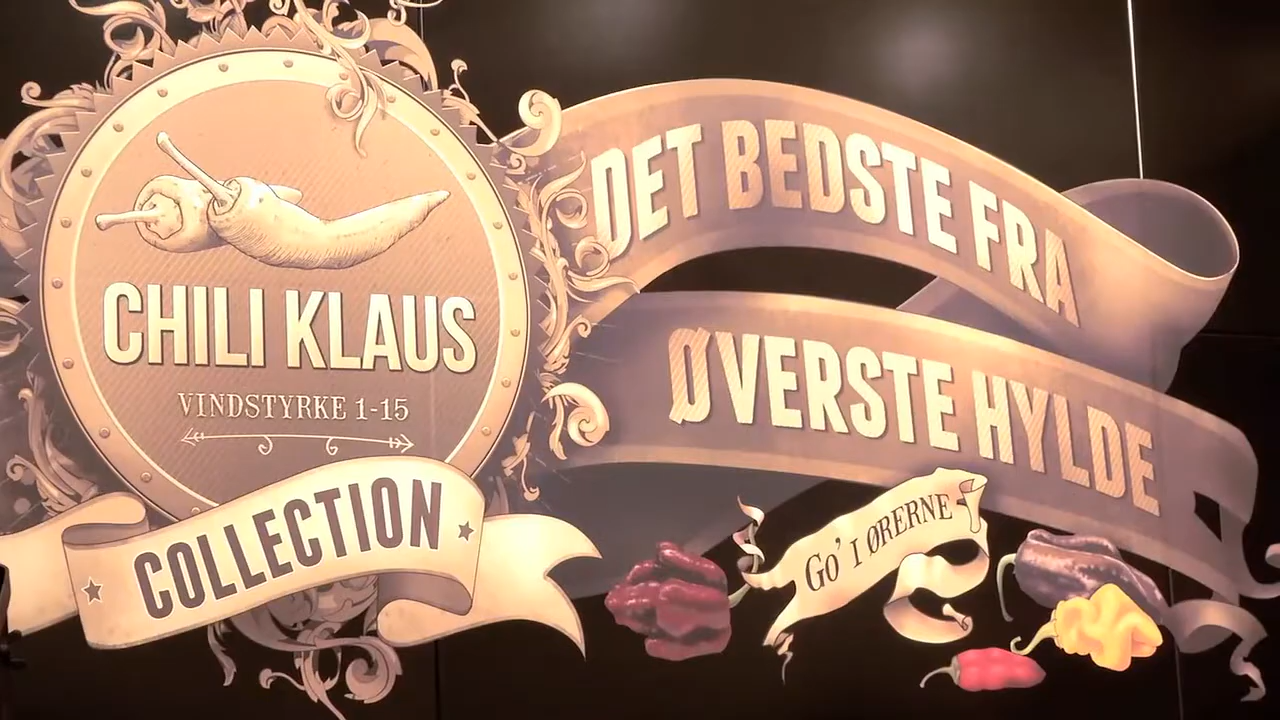 CHILI KLAUS
VINDSTYRKE 1-15
COLLECTION
DET BEDSTE FRA
ØVERSTE HYLDE
GO' I ØRERNE